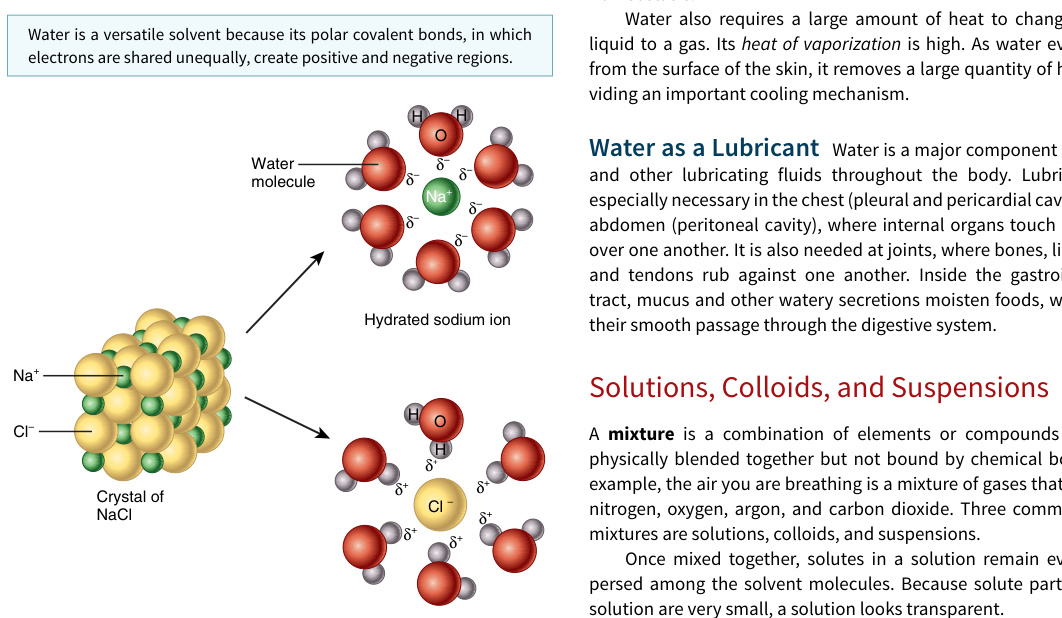 Water is a versatile solvent because its polar covalent bonds, in which
electrons are shared unequally, create positive and negative regions.
H
H
O
Water
molecule
δ–
δ–
δ–
Na+
δ–
δ–
δ–
Hydrated sodium ion
Na+
Cl–
Crystal of
NaCl
H
O
H
δ+
δ+
δ+
Cl –
δ+
δ+
δ+
Water also requires a large amount of heat to chang
liquid to a gas. Its heat of vaporization is high. As water ev
from the surface of the skin, it removes a large quantity of h
viding an important cooling mechanism.
Water as a Lubricant Water is a major component
and other lubricating fluids throughout the body. Lubri
especially necessary in the chest (pleural and pericardial cav
abdomen (peritoneal cavity), where internal organs touch
over one another. It is also needed at joints, where bones, li
and tendons rub against one another. Inside the gastroi
tract, mucus and other watery secretions moisten foods, w
their smooth passage through the digestive system.
Solutions, Colloids, and Suspensions
A mixture is a combination of elements or compounds
physically blended together but not bound by chemical bo
example, the air you are breathing is a mixture of gases that
nitrogen, oxygen, argon, and carbon dioxide. Three comm
mixtures are solutions, colloids, and suspensions.
Once mixed together, solutes in a solution remain ev
persed among the solvent molecules. Because solute part
solution are very small, a solution looks transparent.